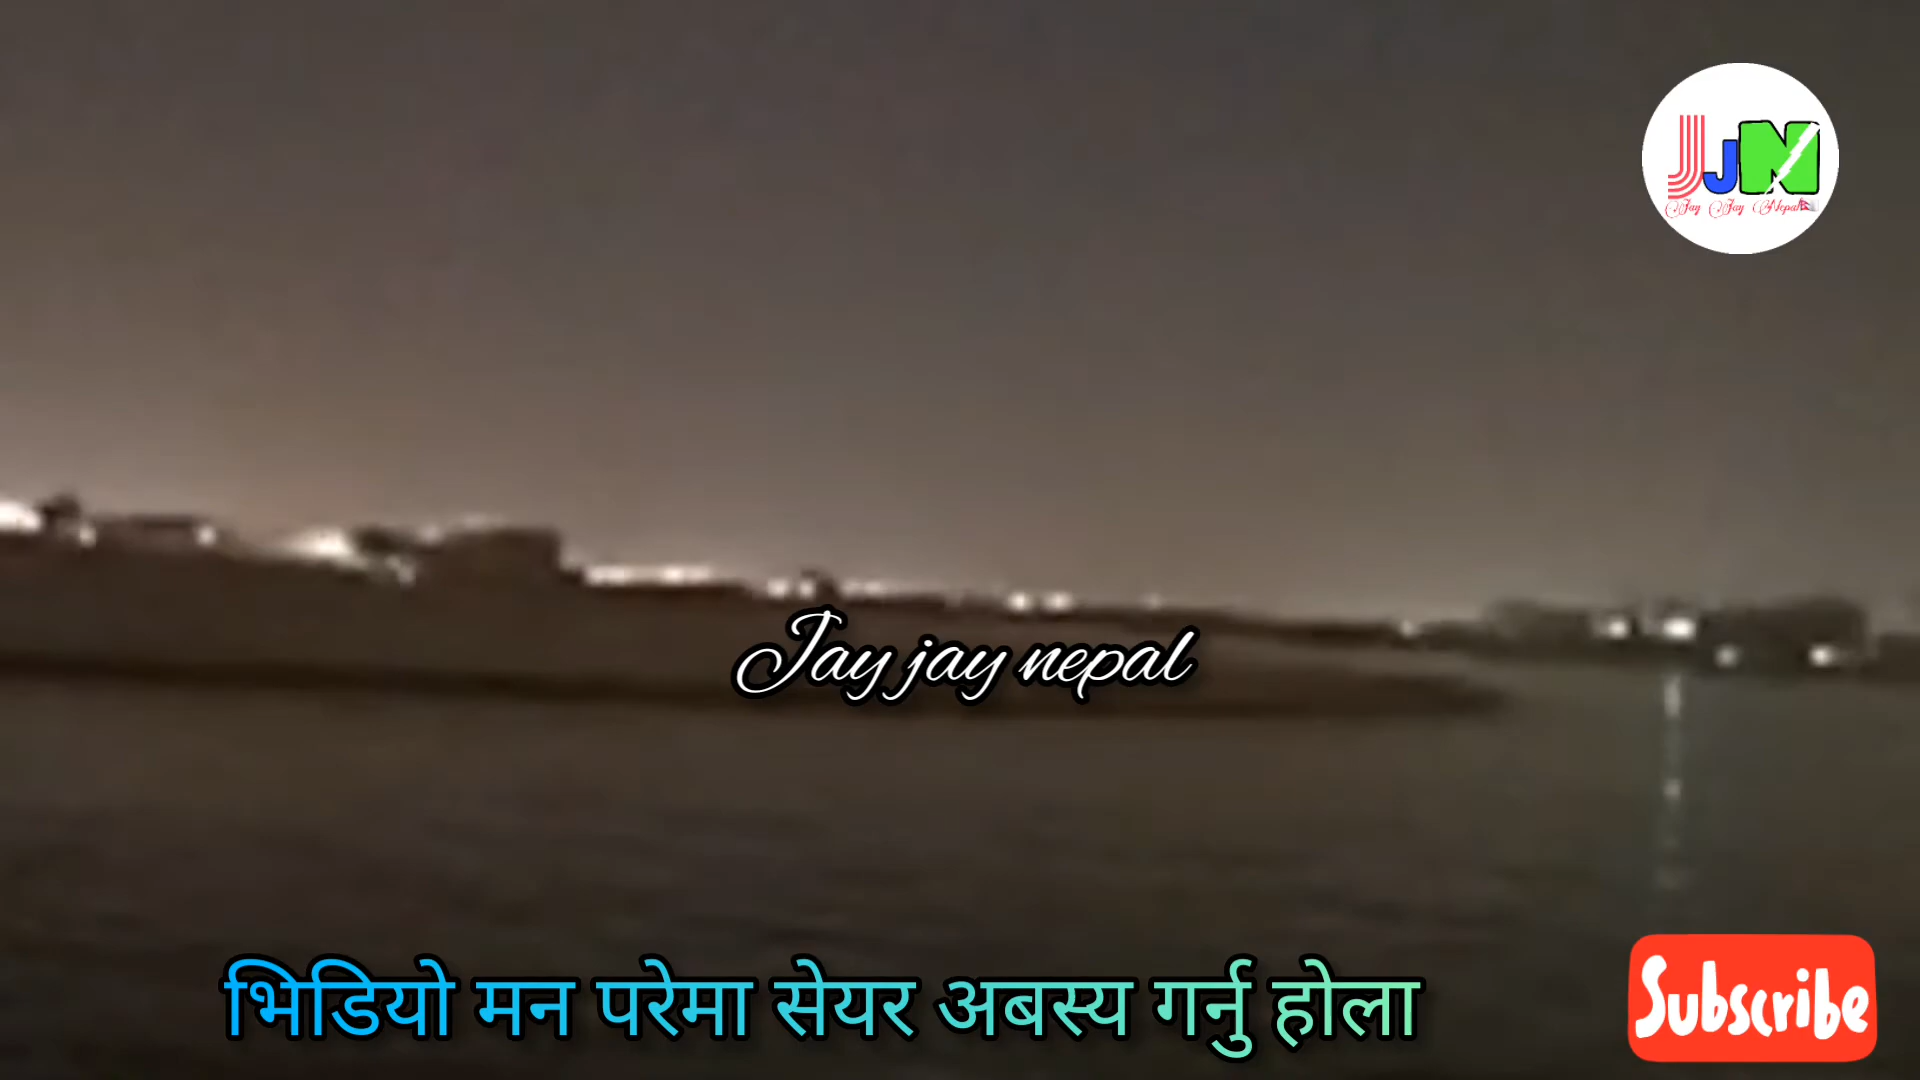 JJN
Jay Jay Nepal
Jay jay nepal
भिडियो मन परेमा सेयर अबस्य गर्नु होला
Subscribe